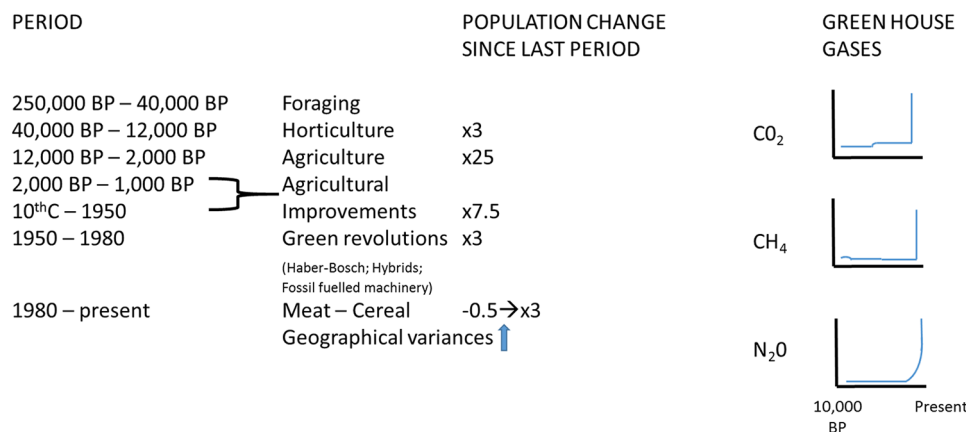 PERIOD
POPULATION CHANGE
SINCE LAST PERIOD
GREEN HOUSE
GASES
250,000 BP – 40,000 BP Foraging
40,000 BP – 12,000 BP Horticulture x3
12,000 BP – 2,000 BP Agriculture x25
2,000 BP – 1,000 BP Agricultural
10thC – 1950 Improvements x7.5
1950 – 1980 Green revolutions x3
(Haber-Bosch; Hybrids;
Fossil fuelled machinery)
1980 – present Meat – Cereal -0.5→x3
Geographical variances
C0₂
CH₄
N₂0
10,000
BP
Present